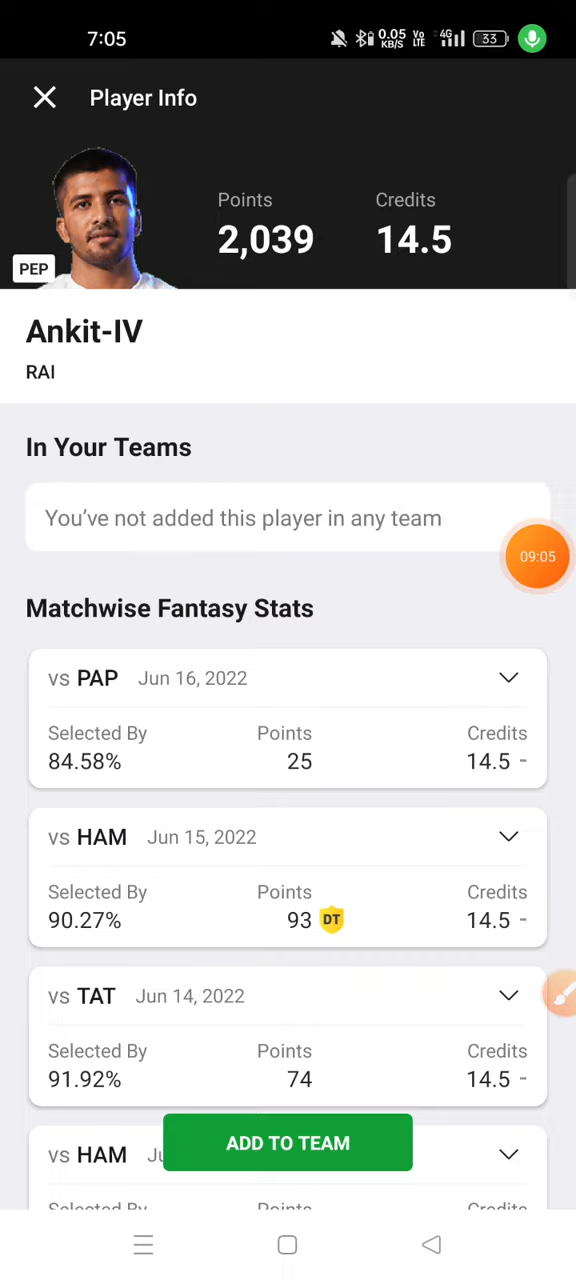 7:05 0.05 KB/S Vo LTE 4G 33
Player Info
Points Credits
2,039 14.5
PEP
Ankit-IV
RAI
In Your Teams
You've not added this player in any team
09:05
Matchwise Fantasy Stats
vs PAP Jun 16, 2022
Selected By Points Credits
84.58% 25 14.5 -
vs HAM Jun 15, 2022
Selected By Points Credits
90.27% 93 DT 14.5 -
vs TAT Jun 14, 2022
Selected By Points Credits
91.92% 74 14.5 -
ADD TO TEAM
vs HAM
Selected By Points Credits